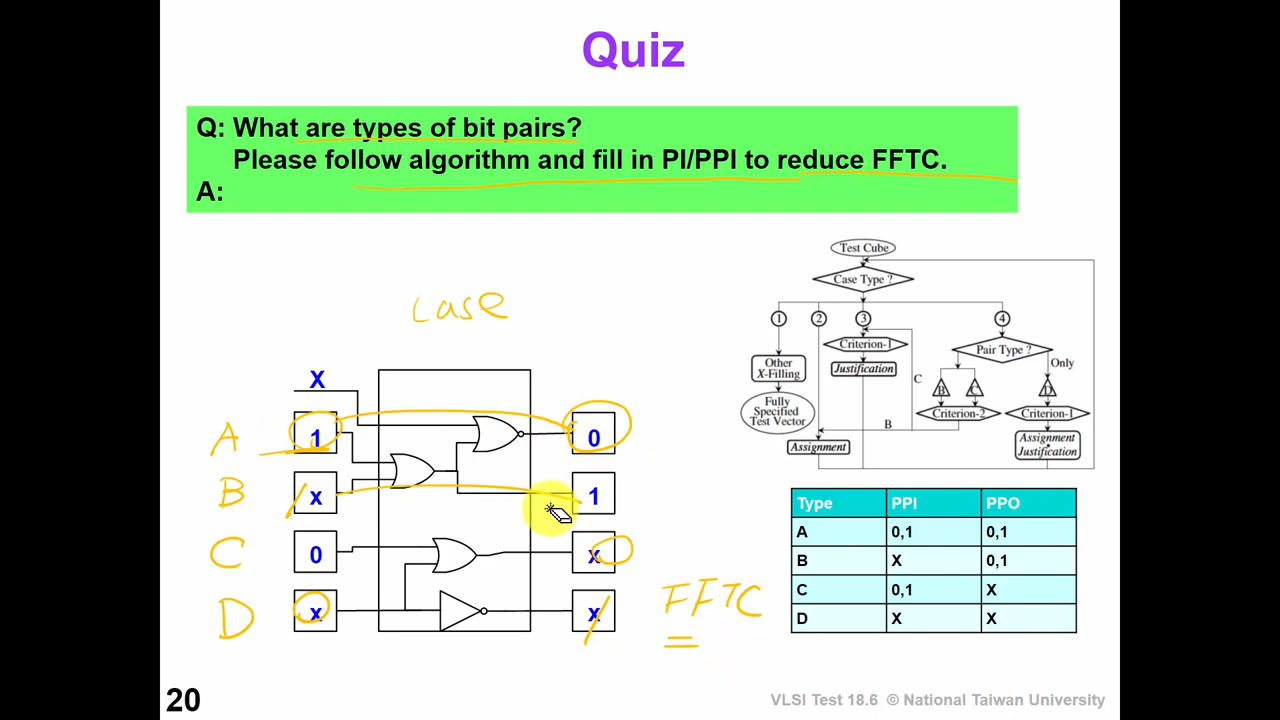 Quiz
Q: What are types of bit pairs?
Please follow algorithm and fill in PI/PPI to reduce FFTC.
A:
case
X
A 1 0
B x 1
C 0 x
D x x
FFTC
Test Cube
Case Type ?
1 2 3 4
Criterion-1
Justification
Pair Type ?
Only
Other
X-Filling
Fully
Specified
Test Vector
C
B C D
Criterion-2
Criterion-1
B
Assignment
Assignment
Justification
Type PPI PPO
A 0,1 0,1
B X 0,1
C 0,1 X
D X X
20
VLSI Test 18.6 © National Taiwan University